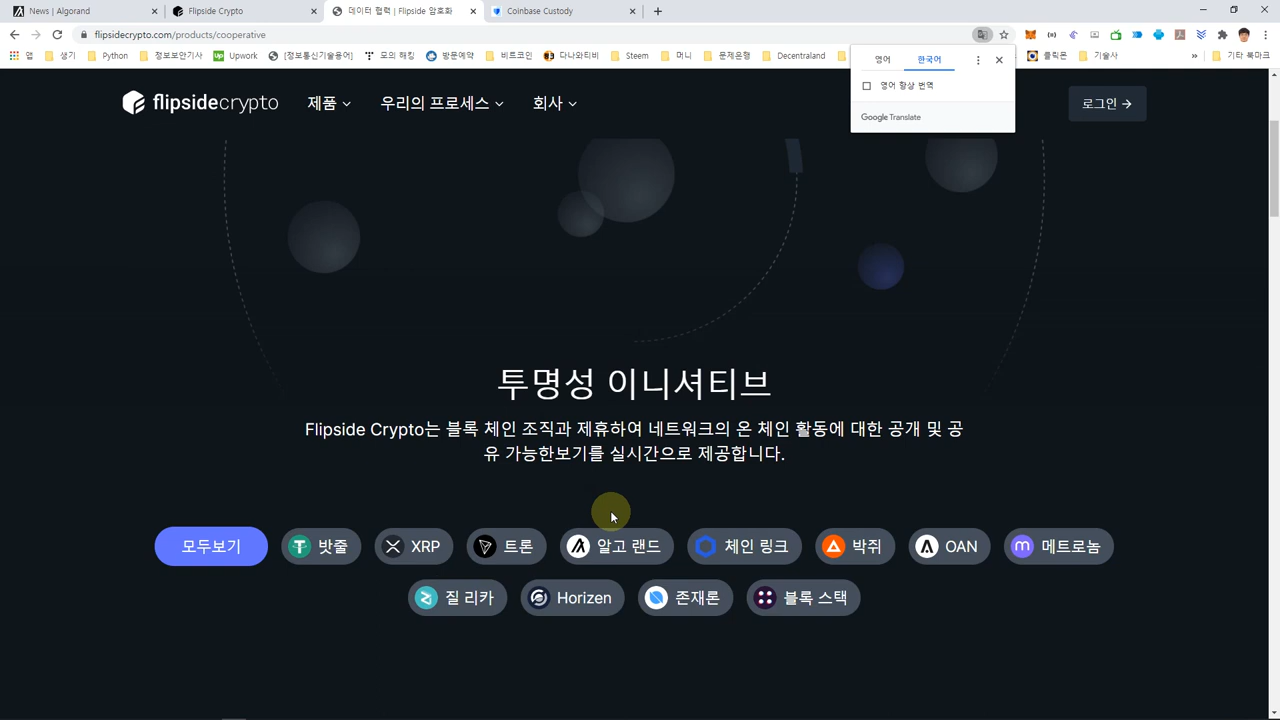 News | Algorand
Flipside Crypto
데이터 협력 | Flipside 암호화
Coinbase Custody
flipsidecrypto.com/products/cooperative
앱
생기
Python
정보보안기사
Upwork
[정보통신기술용어]
모의 해킹
방문예약
비트코인
다나와티비
Steem
머니
문제은행
Decentraland
클릭몬
기술사
»
기타 북마크
영어
한국어
영어 항상 번역
Google Translate
flipsidecrypto
제품
우리의 프로세스
회사
로그인 →
투명성 이니셔티브
Flipside Crypto는 블록 체인 조직과 제휴하여 네트워크의 온 체인 활동에 대한 공개 및 공
유 가능한보기를 실시간으로 제공합니다.
모두보기
밧줄
XRP
트론
알고 랜드
체인 링크
박쥐
OAN
메트로놈
질 리카
Horizen
존재론
블록 스택